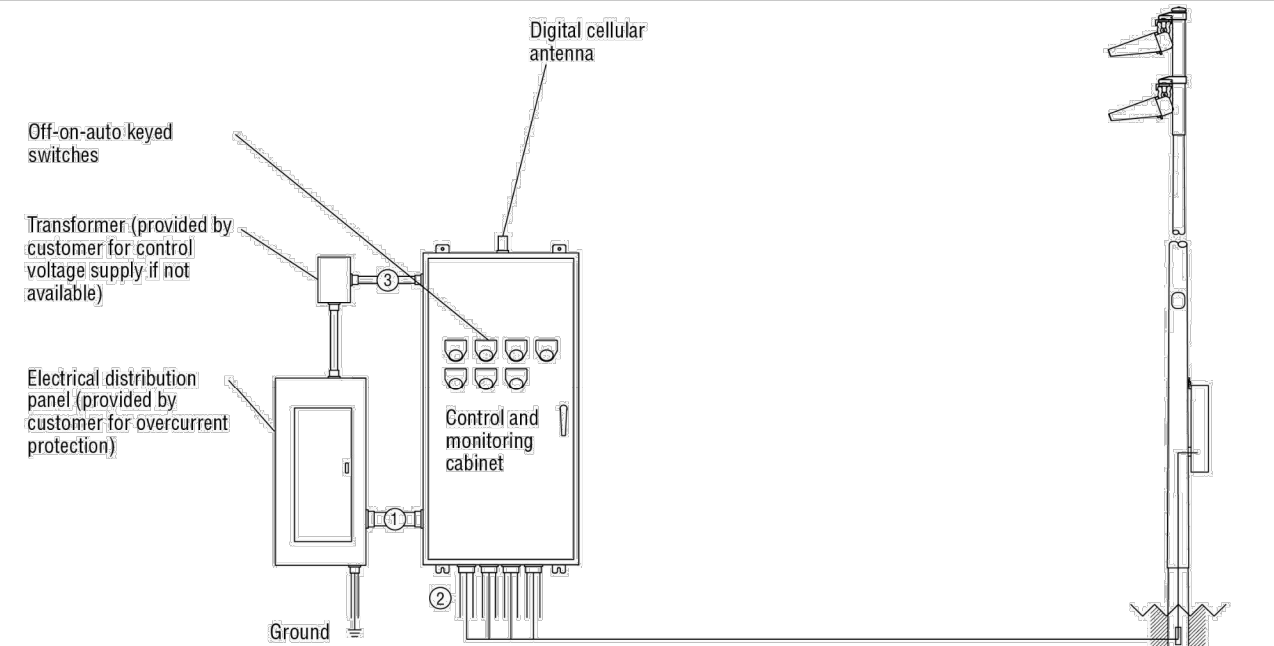 Digital cellular
antenna
Off-on-auto keyed
switches
Transformer (provided by
customer for control
voltage supply if not
available)
3
Electrical distribution
panel (provided by
customer for overcurrent
protection)
Control and
monitoring
cabinet
1
2
Ground